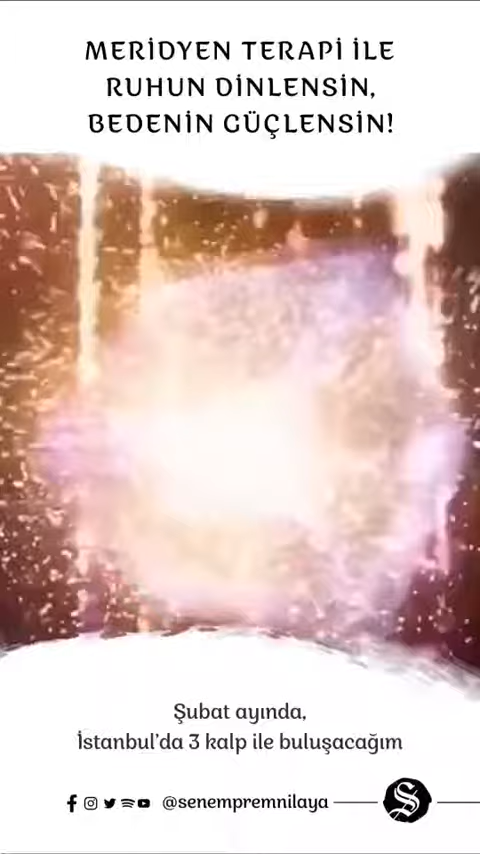 MERİDYEN TERAPİ İLE
RUHUN DİNLENSİN,
BEDENİN GÜÇLENSİN!
Şubat ayında,
İstanbul'da 3 kalp ile buluşacağım
@senempremnilaya
S